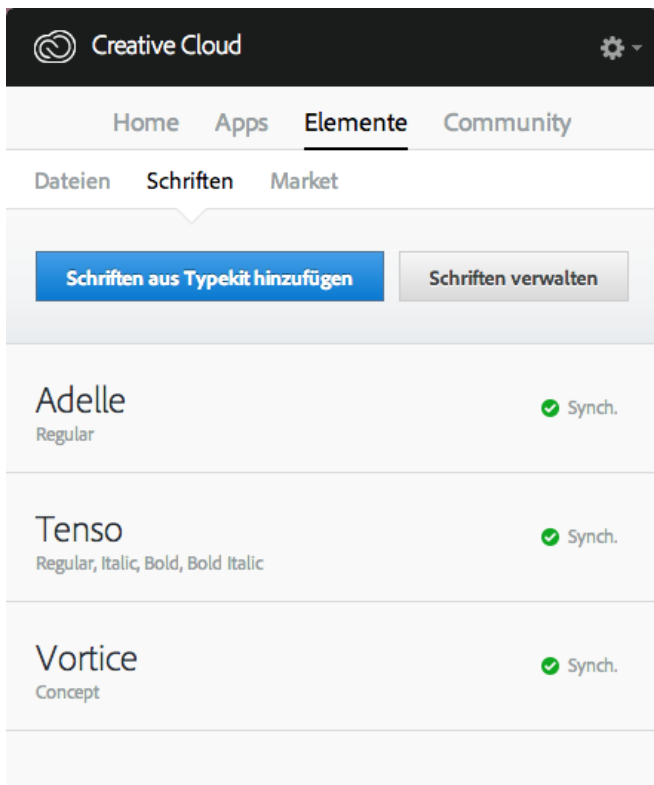 Creative Cloud
Home Apps Elemente Community
Dateien Schriften Market
Schriften aus Typekit hinzufügen Schriften verwalten
Adelle
Regular
Synch.
Tenso
Regular, Italic, Bold, Bold Italic
Synch.
Vortice
Concept
Synch.